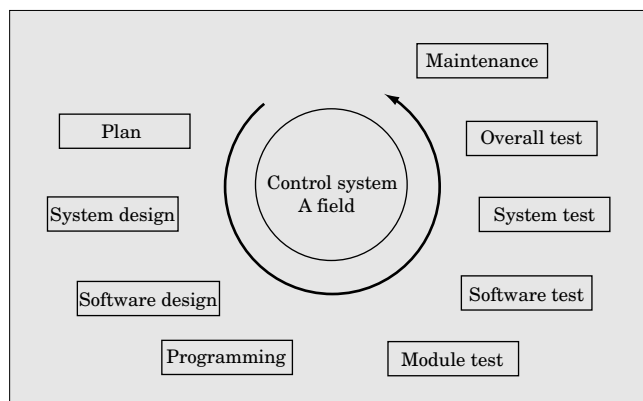 Maintenance
Plan
Overall test
Control system
A field
System design
System test
Software design
Software test
Programming
Module test